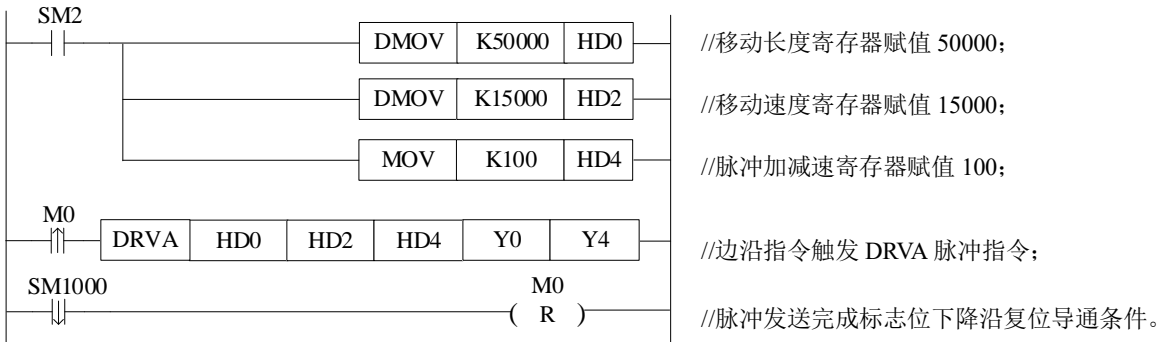 SM2
DMOV K50000 HD0 //移动长度寄存器赋值 50000;
DMOV K15000 HD2 //移动速度寄存器赋值 15000;
MOV K100 HD4 //脉冲加减速寄存器赋值 100;
M0
DRVA HD0 HD2 HD4 Y0 Y4 //边沿指令触发 DRVA 脉冲指令;
SM1000 M0
( R ) //脉冲发送完成标志位下降沿复位导通条件。